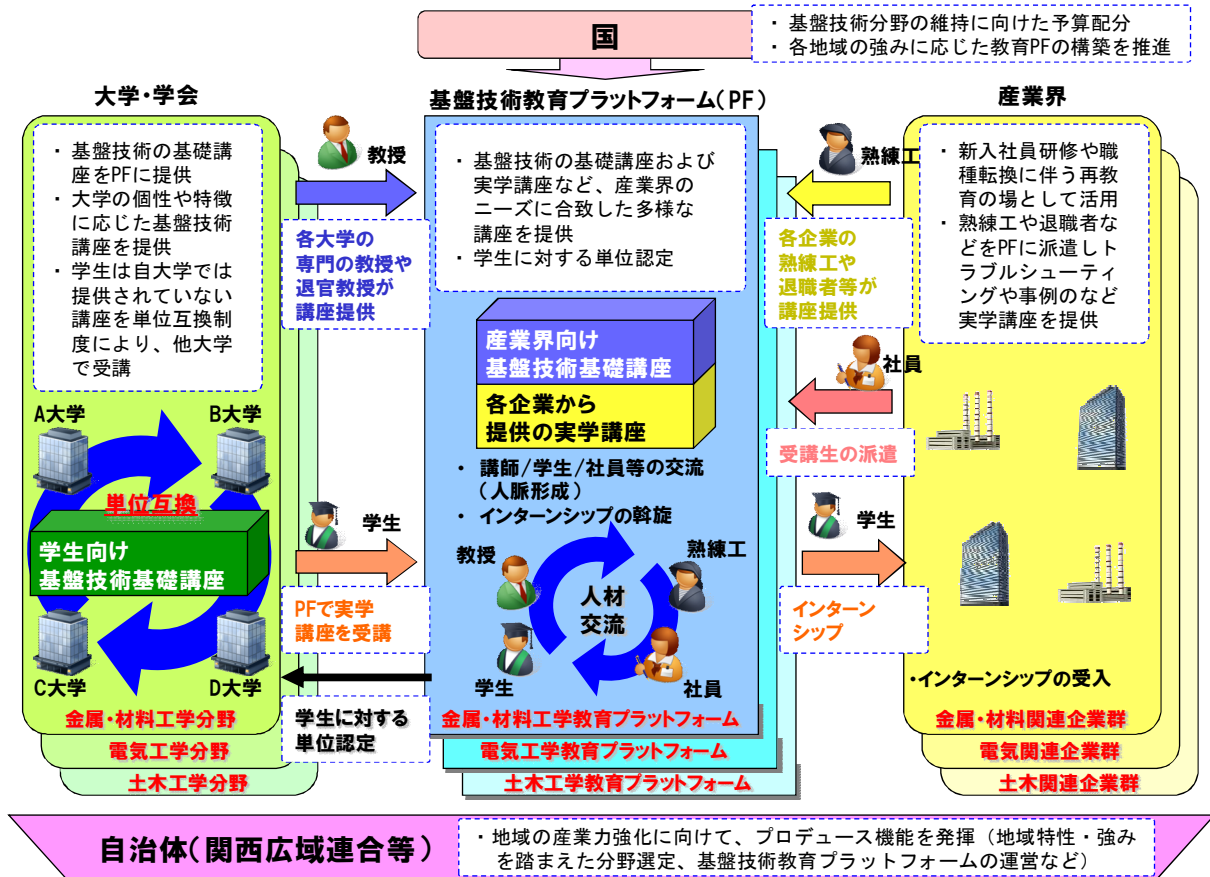 国
・ 基盤技術分野の維持に向けた予算配分
・ 各地域の強みに応じた教育PFの構築を推進
大学・学会
・ 基盤技術の基礎講
座をPFに提供
・ 大学の個性や特徴
に応じた基盤技術
講座を提供
・ 学生は自大学では
提供されていない
講座を単位互換制
度により、他大学
で受講
A大学
B大学
単位互換
学生向け
基盤技術基礎講座
C大学
D大学
金属・材料工学分野
電気工学分野
土木工学分野
教授
各大学の
専門の教授や
退官教授が
講座提供
学生
PFで実学
講座を受講
学生に対する
単位認定
基盤技術教育プラットフォーム(PF)
・ 基盤技術の基礎講座および
実学講座など、産業界の
ニーズに合致した多様な
講座を提供
・ 学生に対する単位認定
産業界向け
基盤技術基礎講座
各企業から
提供の実学講座
・ 講師/学生/社員等の交流
(人脈形成)
・ インターンシップの斡旋
教授
熟練工
人材
交流
学生
社員
金属・材料工学教育プラットフォーム
電気工学教育プラットフォーム
土木工学教育プラットフォーム
熟練工
各企業の
熟練工や
退職者等が
講座提供
社員
受講生の派遣
学生
インターン
シップ
産業界
・ 新入社員研修や職
種転換に伴う再教
育の場として活用
・ 熟練工や退職者な
どをPFに派遣しト
ラブルシューティ
ングや事例のなど
実学講座を提供
・インターンシップの受入
金属・材料関連企業群
電気関連企業群
土木関連企業群
自治体(関西広域連合等)
・地域の産業力強化に向けて、プロデュース機能を発揮(地域特性・強み
を踏まえた分野選定、基盤技術教育プラットフォームの運営など)